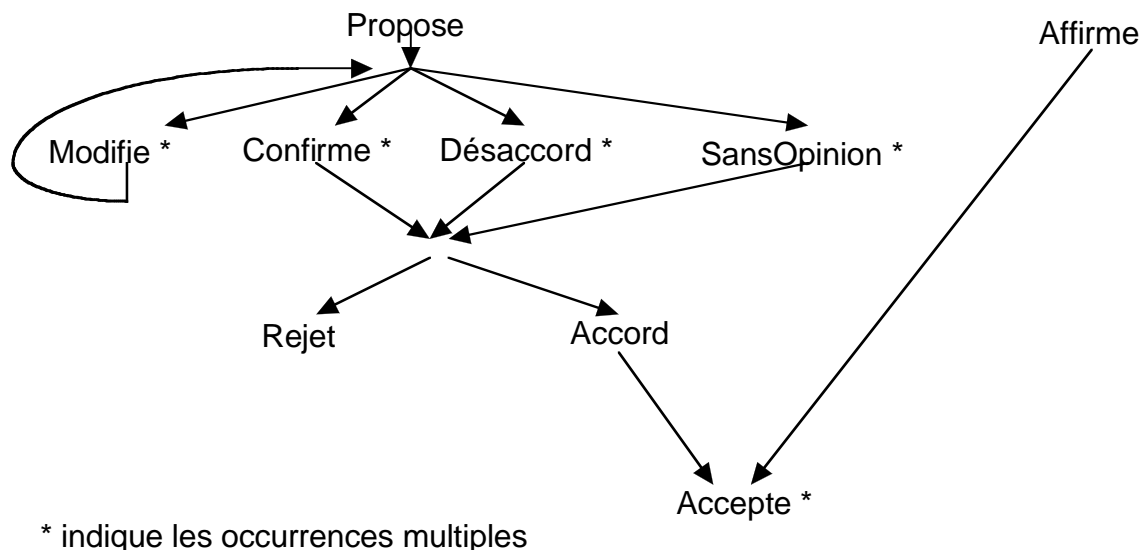 Propose
Affirme
Modifie *
Confirme *
Désaccord *
SansOpinion *
Rejet
Accord
Accepte *
* indique les occurrences multiples